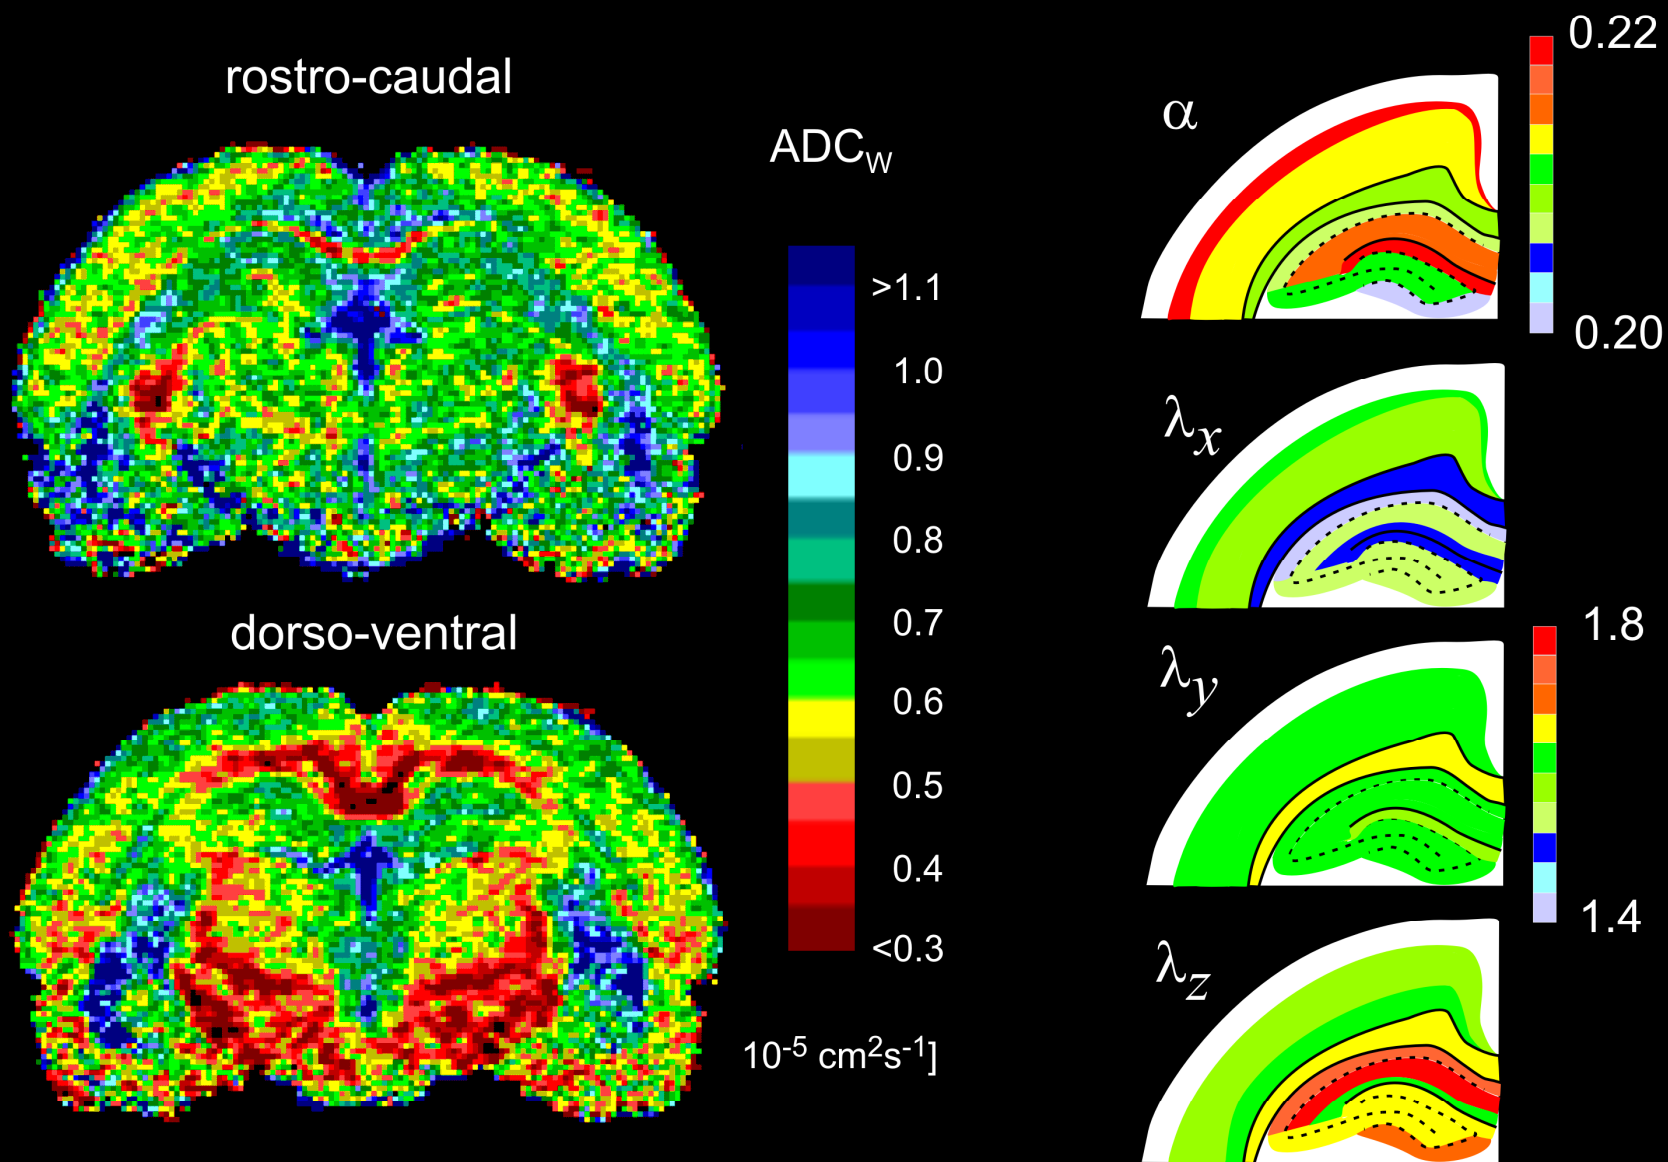 rostro-caudal
ADCW
>1.1
1.0
0.9
0.8
0.7
0.6
0.5
0.4
<0.3
10-5 cm2s-1]
dorso-ventral
α
0.22
0.20
λx
λy
1.8
1.4
λz